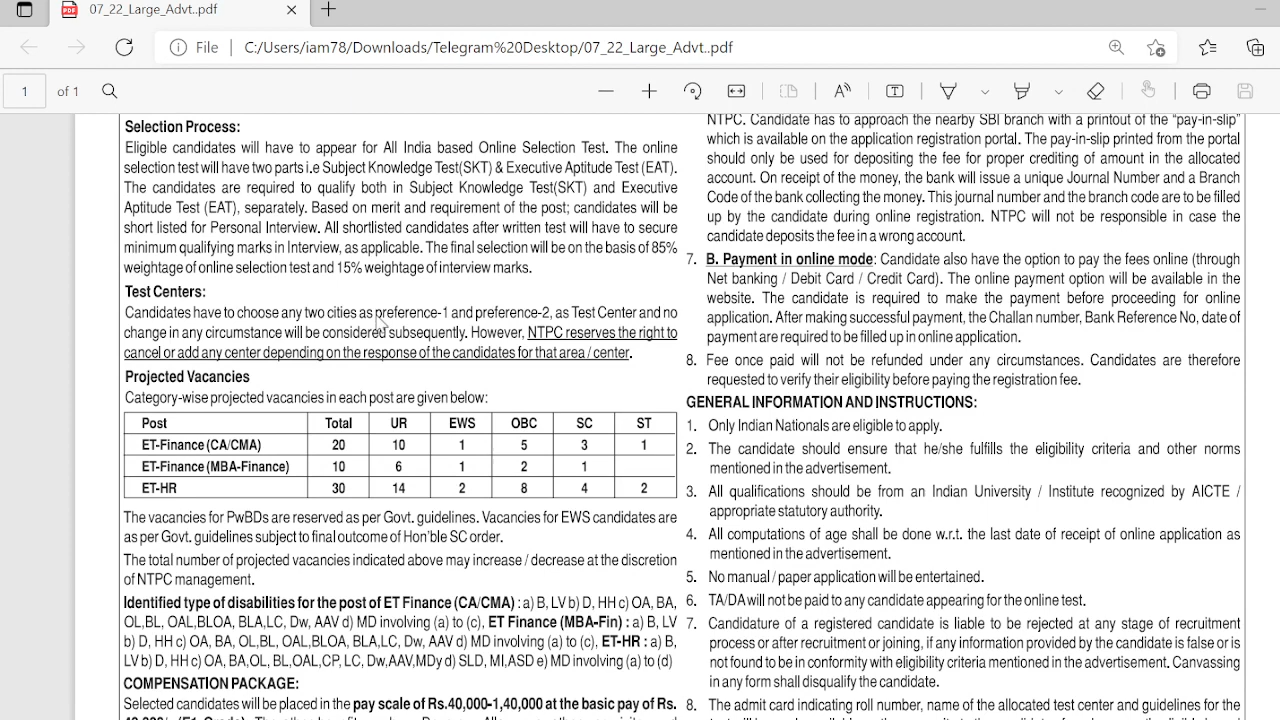 07_22_Large_Advt..pdf
File | C:/Users/iam78/Downloads/Telegram%20Desktop/07_22_Large_Advt..pdf
1 of 1
Selection Process:
Eligible candidates will have to appear for All India based Online Selection Test. The online
selection test will have two parts i.e Subject Knowledge Test(SKT) & Executive Aptitude Test (EAT).
The candidates are required to qualify both in Subject Knowledge Test(SKT) and Executive
Aptitude Test (EAT), separately. Based on merit and requirement of the post; candidates will be
short listed for Personal Interview. All shortlisted candidates after written test will have to secure
minimum qualifying marks in Interview, as applicable. The final selection will be on the basis of 85%
weightage of online selection test and 15% weightage of interview marks.
Test Centers:
Candidates have to choose any two cities as preference-1 and preference-2, as Test Center and no
change in any circumstance will be considered subsequently. However, NTPC reserves the right to
cancel or add any center depending on the response of the candidates for that area / center.
Projected Vacancies
Category-wise projected vacancies in each post are given below:
Post Total UR EWS OBC SC ST
ET-Finance (CA/CMA) 20 10 1 5 3 1
ET-Finance (MBA-Finance) 10 6 1 2 1
ET-HR 30 14 2 8 4 2
The vacancies for PwBDs are reserved as per Govt. guidelines. Vacancies for EWS candidates are
as per Govt. guidelines subject to final outcome of Hon'ble SC order.
The total number of projected vacancies indicated above may increase / decrease at the discretion
of NTPC management.
Identified type of disabilities for the post of ET Finance (CA/CMA) : a) B, LV b) D, HH c) OA, BA,
OL,BL, OAL,BLOA, BLA,LC, Dw, AAV d) MD involving (a) to (c), ET Finance (MBA-Fin) : a) B, LV
b) D, HH c) OA, BA, OL,BL, OAL,BLOA, BLA,LC, Dw, AAV d) MD involving (a) to (c), ET-HR : a) B,
LV b) D, HH c) OA, BA,OL, BL,OAL,CP, LC, Dw,AAV,MDy d) SLD, MI,ASD e) MD involving (a) to (d)
COMPENSATION PACKAGE:
Selected candidates will be placed in the pay scale of Rs.40,000-1,40,000 at the basic pay of Rs.
NTPC. Candidate has to approach the nearby SBI branch with a printout of the "pay-in-slip"
which is available on the application registration portal. The pay-in-slip printed from the portal
should only be used for depositing the fee for proper crediting of amount in the allocated
account. On receipt of the money, the bank will issue a unique Journal Number and a Branch
Code of the bank collecting the money. This journal number and the branch code are to be filled
up by the candidate during online registration. NTPC will not be responsible in case the
candidate deposits the fee in a wrong account.
7. B. Payment in online mode: Candidate also have the option to pay the fees online (through
Net banking / Debit Card / Credit Card). The online payment option will be available in the
website. The candidate is required to make the payment before proceeding for online
application. After making successful payment, the Challan number, Bank Reference No, date of
payment are required to be filled up in online application.
8. Fee once paid will not be refunded under any circumstances. Candidates are therefore
requested to verify their eligibility before paying the registration fee.
GENERAL INFORMATION AND INSTRUCTIONS:
1. Only Indian Nationals are eligible to apply.
2. The candidate should ensure that he/she fulfills the eligibility criteria and other norms
mentioned in the advertisement.
3. All qualifications should be from an Indian University / Institute recognized by AICTE /
appropriate statutory authority.
4. All computations of age shall be done w.r.t. the last date of receipt of online application as
mentioned in the advertisement.
5. No manual / paper application will be entertained.
6. TA/DA will not be paid to any candidate appearing for the online test.
7. Candidature of a registered candidate is liable to be rejected at any stage of recruitment
process or after recruitment or joining, if any information provided by the candidate is false or is
not found to be in conformity with eligibility criteria mentioned in the advertisement. Canvassing
in any form shall disqualify the candidate.
8. The admit card indicating roll number, name of the allocated test center and guidelines for the